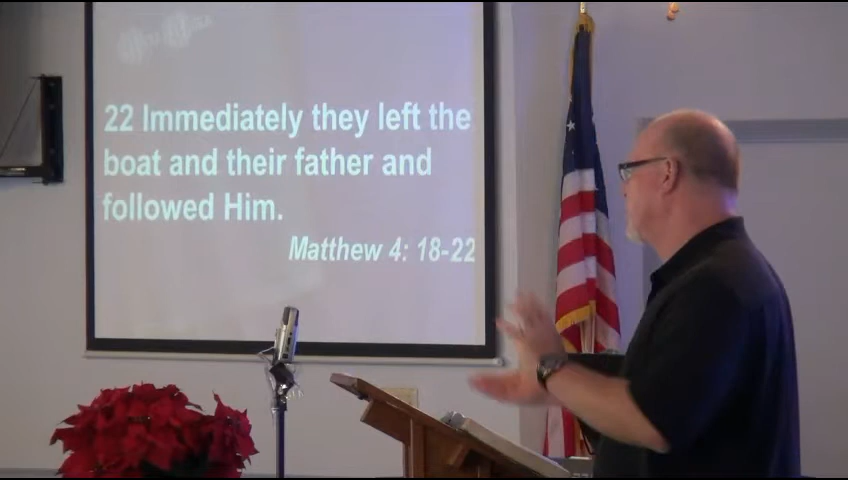 22 Immediately they left the
boat and their father and
followed Him.
Matthew 4: 18-22